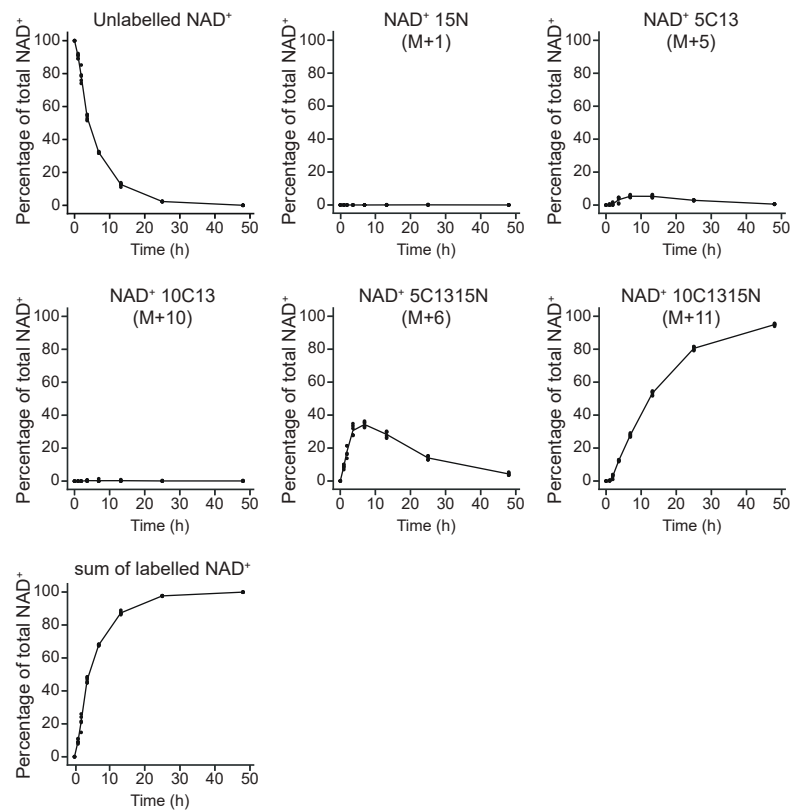 Unlabelled NAD⁺
Percentage of total NAD⁺
100
80
60
40
20
0
0 10 20 30 40 50
Time (h)
NAD⁺ 15N
(M+1)
Percentage of total NAD⁺
100
80
60
40
20
0
0 10 20 30 40 50
Time (h)
NAD⁺ 5C13
(M+5)
Percentage of total NAD⁺
100
80
60
40
20
0
0 10 20 30 40 50
Time (h)
NAD⁺ 10C13
(M+10)
Percentage of total NAD⁺
100
80
60
40
20
0
0 10 20 30 40 50
Time (h)
NAD⁺ 5C1315N
(M+6)
Percentage of total NAD⁺
100
80
60
40
20
0
0 10 20 30 40 50
Time (h)
NAD⁺ 10C1315N
(M+11)
Percentage of total NAD⁺
100
80
60
40
20
0
0 10 20 30 40 50
Time (h)
sum of labelled NAD⁺
Percentage of total NAD⁺
100
80
60
40
20
0
0 10 20 30 40 50
Time (h)